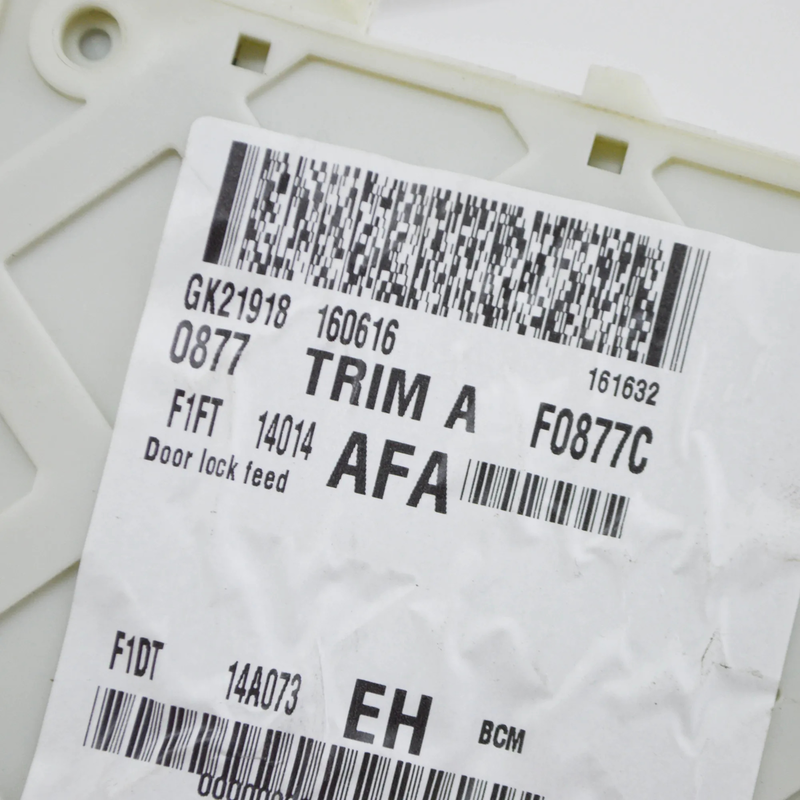 GK21918 160616
0877 TRIM A 161632
F1FT 14014 AFA F0877C
Door lock feed
F1DT 14A073 EH BCM